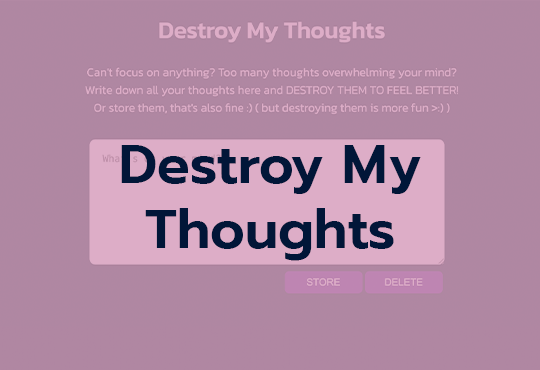 Destroy My Thoughts
Can't focus on anything? Too many thoughts overwhelming your mind?
Write down all your thoughts here and DESTROY THEM TO FEEL BETTER!
Or store them, that's also fine :) ( but destroying them is more fun >:) )
Destroy My
Thoughts
STORE DELETE